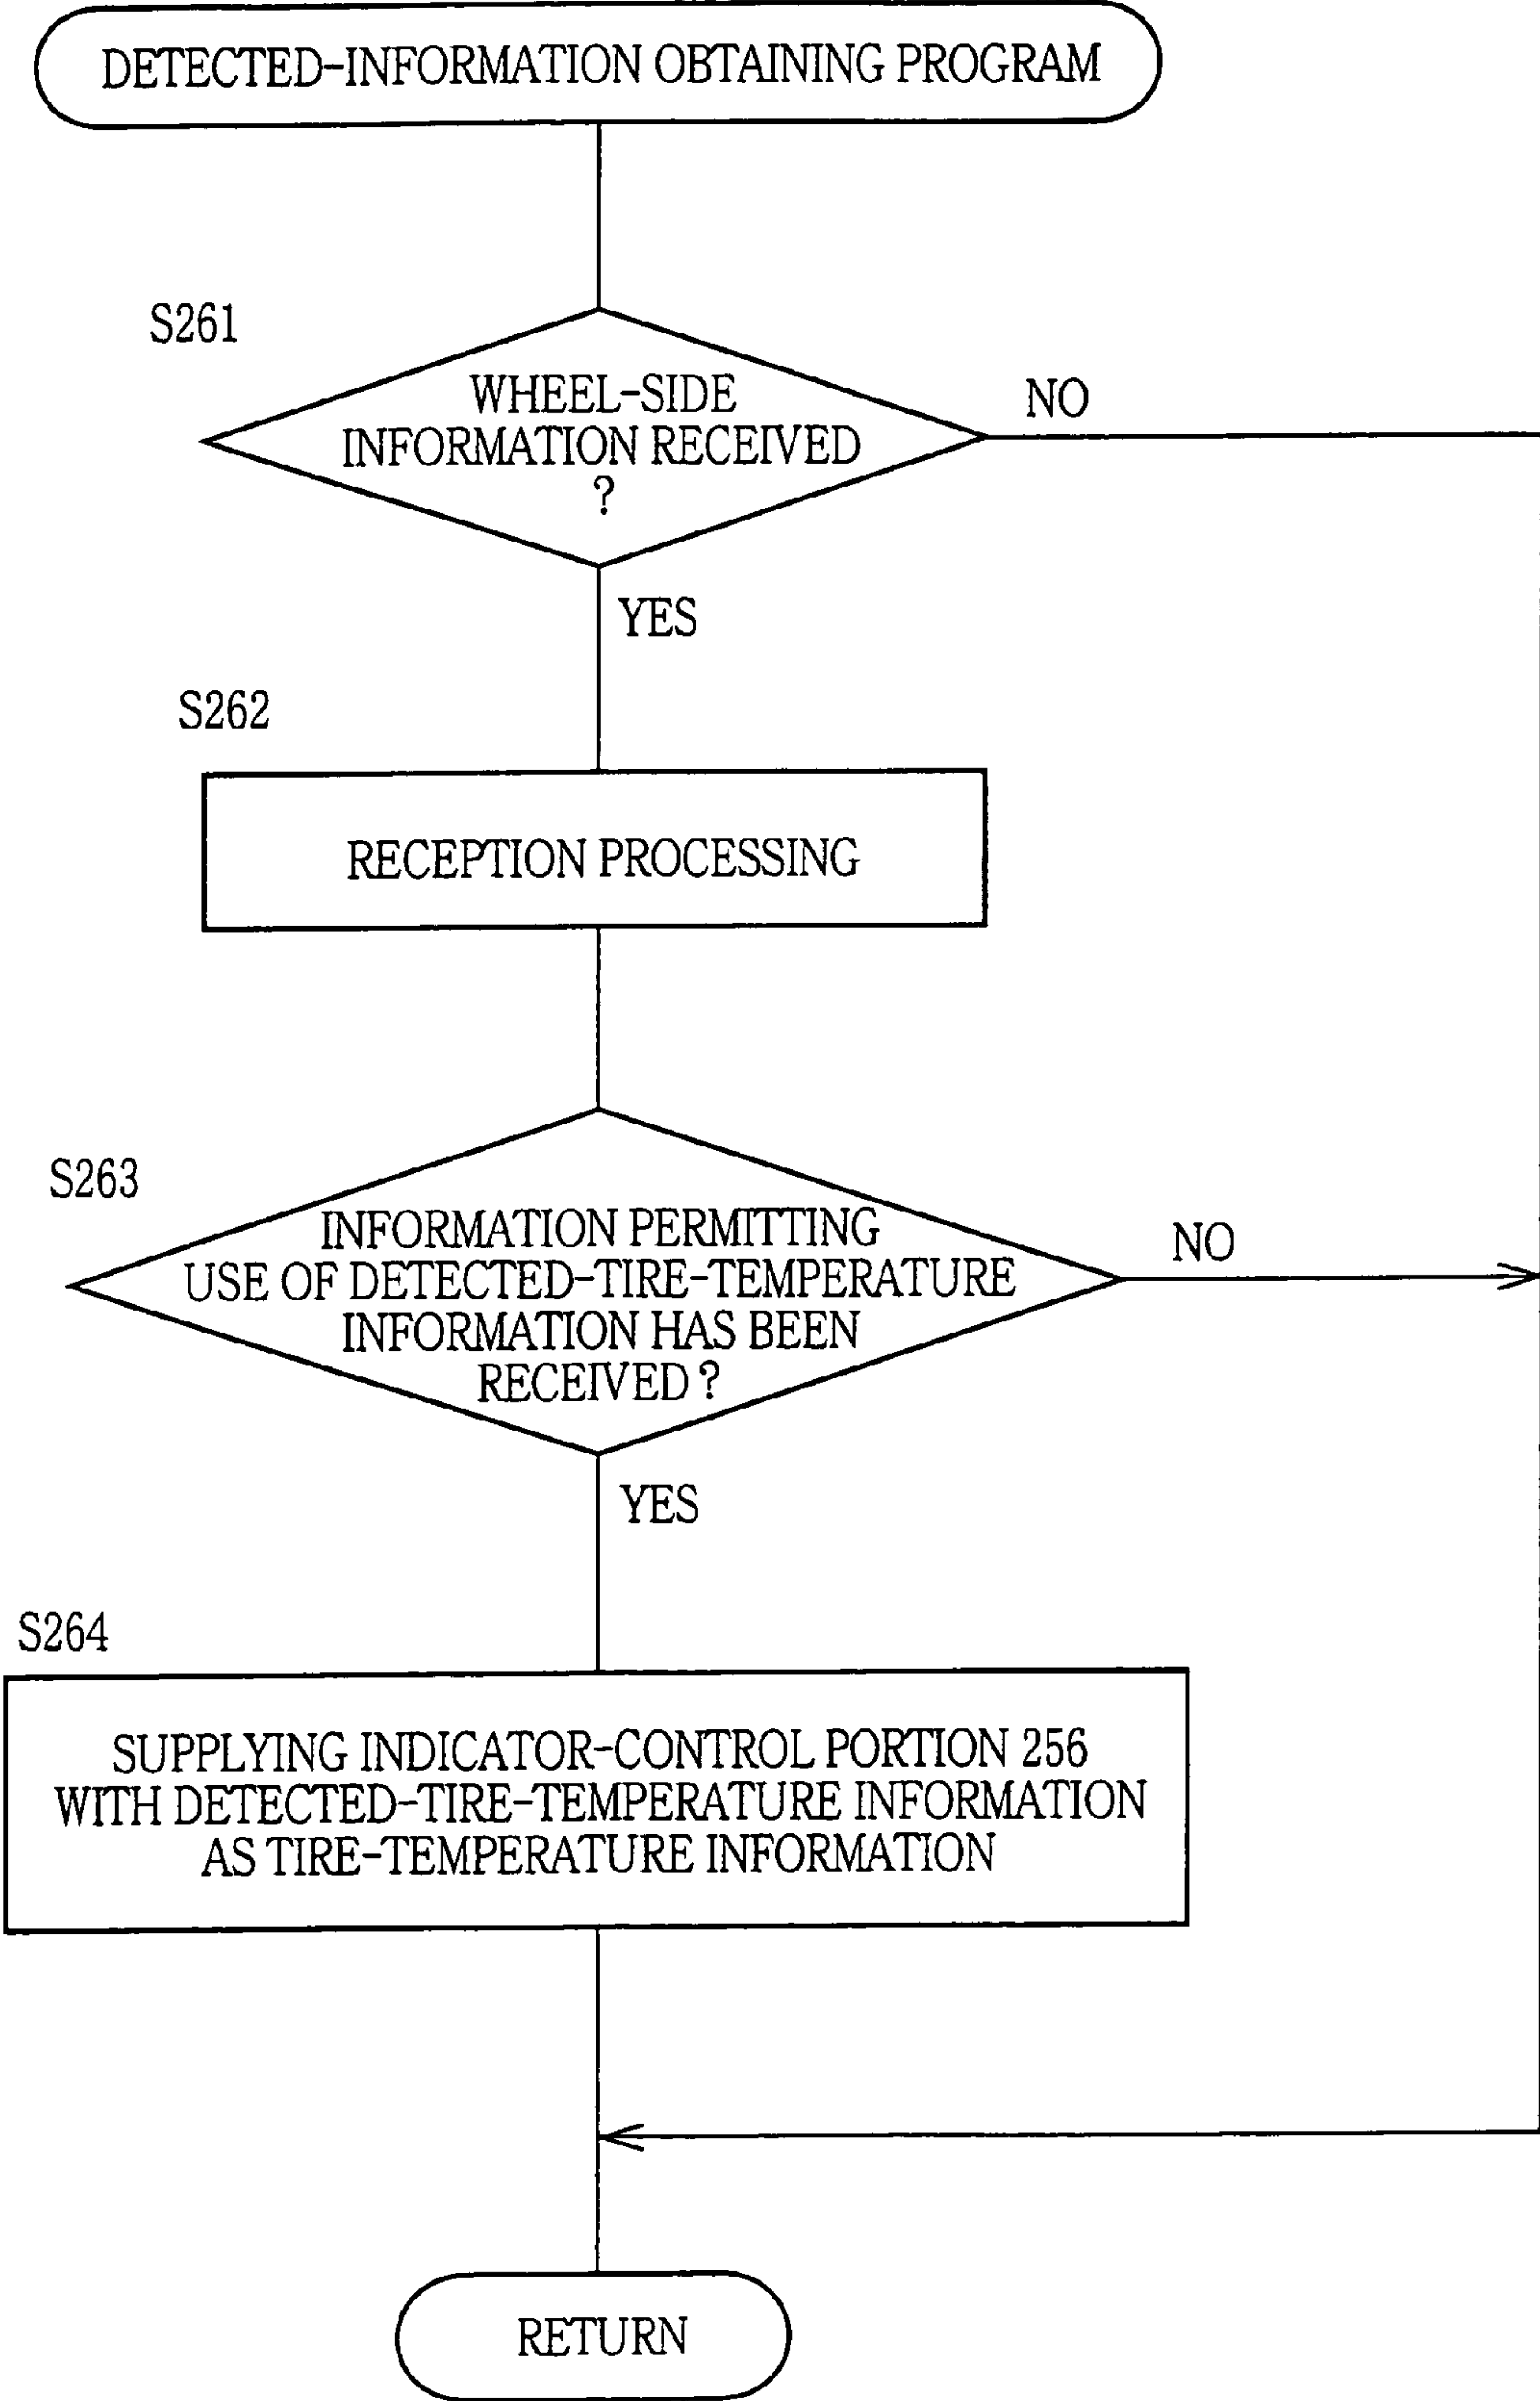 DETECTED-INFORMATION OBTAINING PROGRAM
S261
WHEEL-SIDE
INFORMATION RECEIVED
?
NO
YES
S262
RECEPTION PROCESSING
S263
INFORMATION PERMITTING
USE OF DETECTED-TIRE-TEMPERATURE
INFORMATION HAS BEEN
RECEIVED ?
NO
YES
S264
SUPPLYING INDICATOR-CONTROL PORTION 256
WITH DETECTED-TIRE-TEMPERATURE INFORMATION
AS TIRE-TEMPERATURE INFORMATION
RETURN